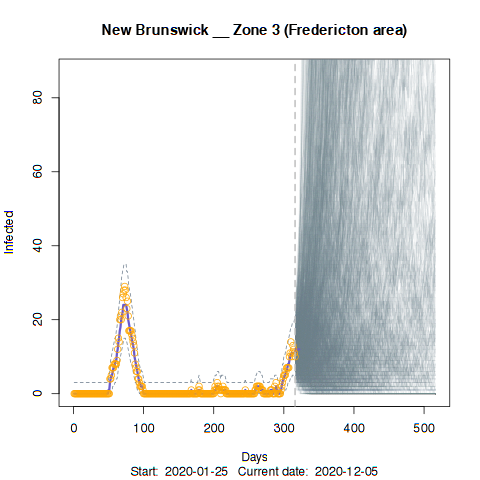 New Brunswick __ Zone 3 (Fredericton area)
80
60
40
20
0
Infected
0 100 200 300 400 500
Days
Start: 2020-01-25 Current date: 2020-12-05